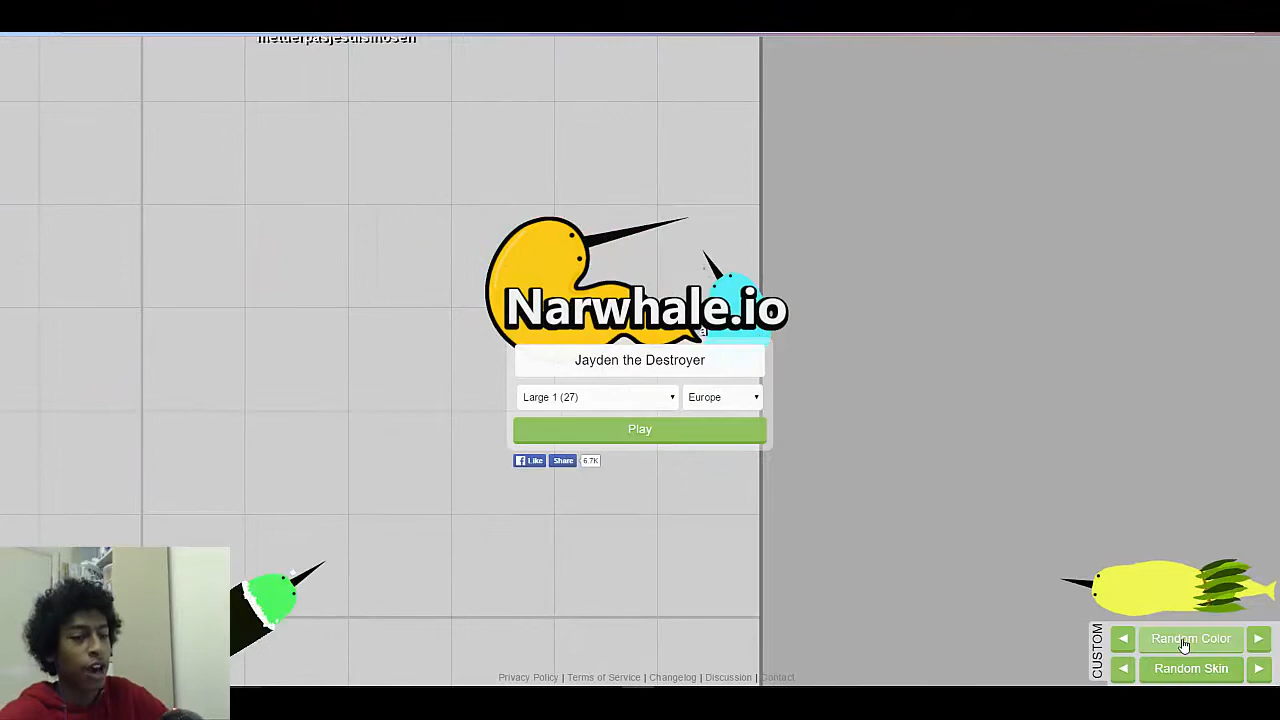 Narwhale.io
Jayden the Destroyer
Large 1 (27) Europe
Play
Like Share 6.7K
CUSTOM
Random Color
Random Skin
Privacy Policy | Terms of Service | Changelog | Discussion | Contact